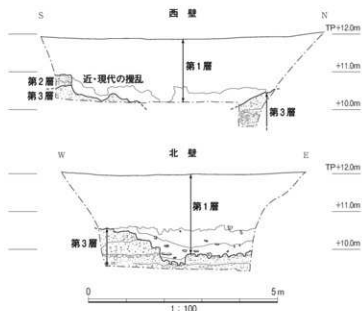 西 壁
S
N
TP+12.0m
第1層
近・現代の攪乱
第2層
第3層
+11.0m
+10.0m
第3層
北 壁
W
E
TP+12.0m
第1層
+11.0m
第3層
+10.0m
0
5m
1:100